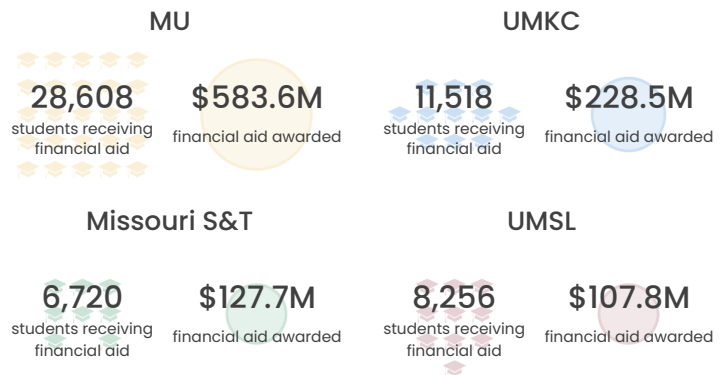 MU
28,608
students receiving
financial aid
$583.6M
financial aid awarded
UMKC
11,518
students receiving
financial aid
$228.5M
financial aid awarded
Missouri S&T
6,720
students receiving
financial aid
$127.7M
financial aid awarded
UMSL
8,256
students receiving
financial aid
$107.8M
financial aid awarded